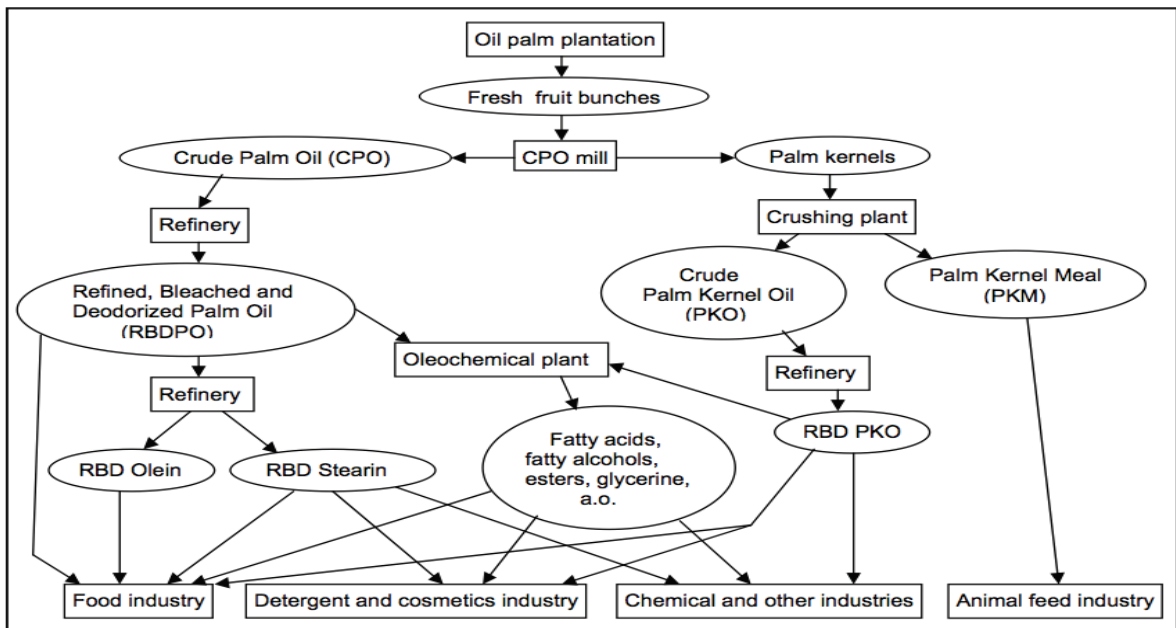 Oil palm plantation
Fresh fruit bunches
Crude Palm Oil (CPO)
CPO mill
Palm kernels
Refinery
Crushing plant
Refined, Bleached and
Deodorized Palm Oil
(RBDPO)
Crude
Palm Kernel Oil
(PKO)
Palm Kernel Meal
(PKM)
Oleochemical plant
Refinery
Refinery
RBD Olein
RBD Stearin
Fatty acids,
fatty alcohols,
esters, glycerine,
a.o.
RBD PKO
Food industry
Detergent and cosmetics industry
Chemical and other industries
Animal feed industry